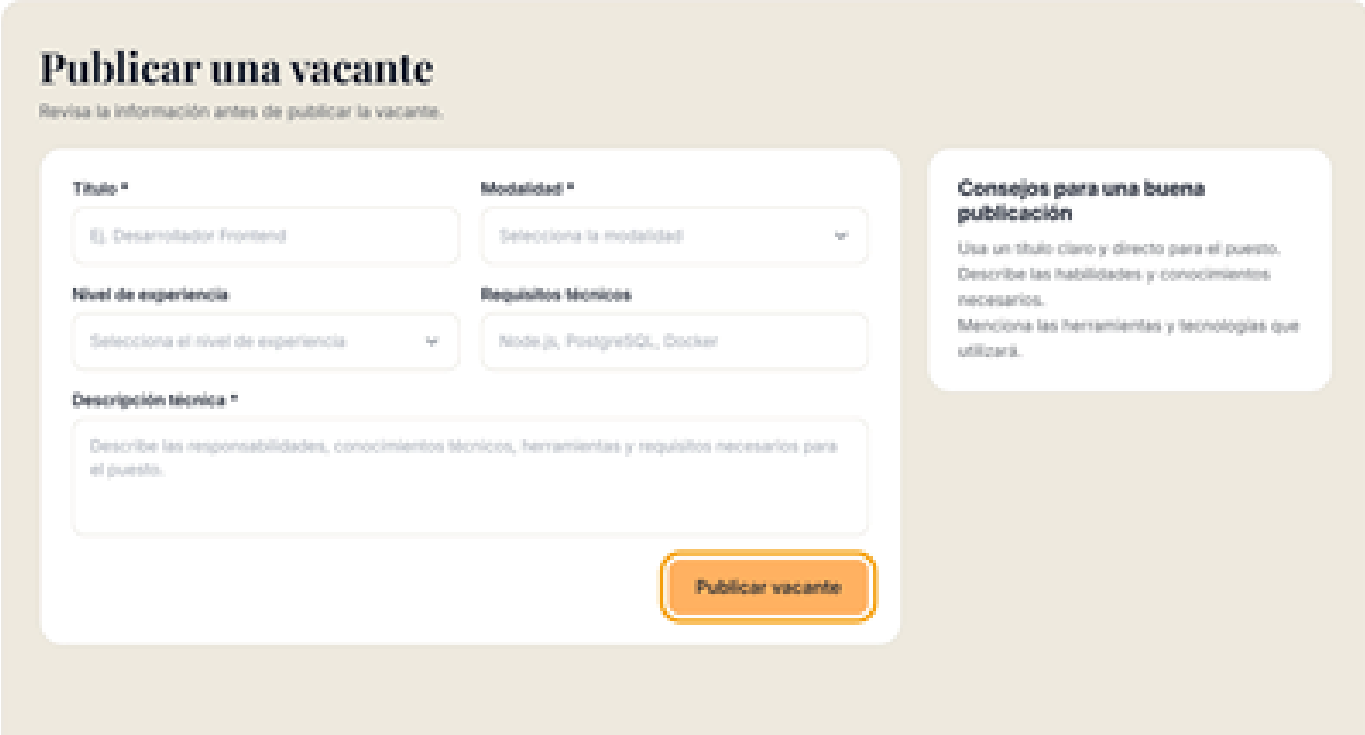 Publicar una vacante
Revisa la información antes de publicar la vacante.
Título *
Modalidad *
Ej. Desarrollador Frontend
Selecciona la modalidad
Nivel de experiencia
Requisitos técnicos
Selecciona el nivel de experiencia
Node.js, PostgreSQL, Docker
Descripción técnica *
Describe las responsabilidades, conocimientos técnicos, herramientas y requisitos necesarios para
el puesto.
Publicar vacante
Consejos para una buena
publicación
Usa un título claro y directo para el puesto.
Describe las habilidades y conocimientos
necesarios.
Menciona las herramientas y tecnologías que
utilizará.